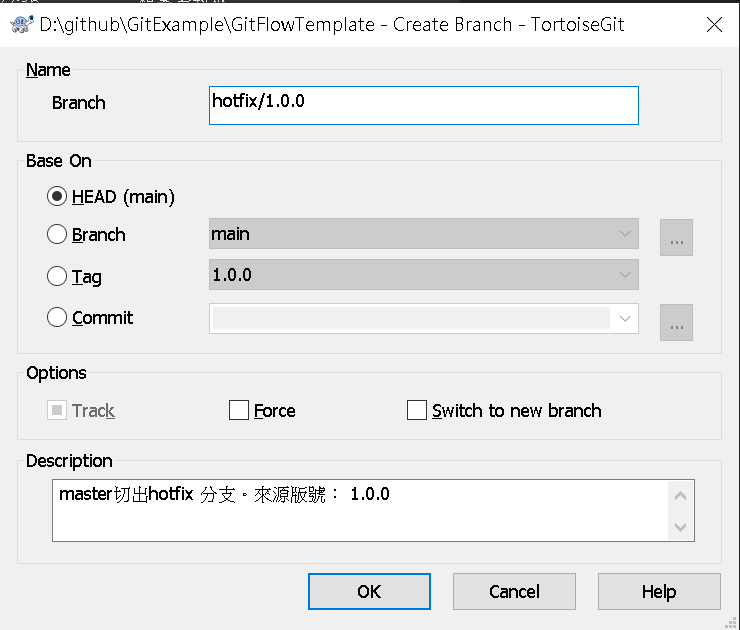 D:\github\GitExample\GitFlowTemplate - Create Branch - TortoiseGit
Name
Branch hotfix/1.0.0
Base On
HEAD (main)
Branch main ...
Tag 1.0.0
Commit ...
Options
Track Force Switch to new branch
Description
master切出hotfix 分支。來源版號： 1.0.0
OK Cancel Help